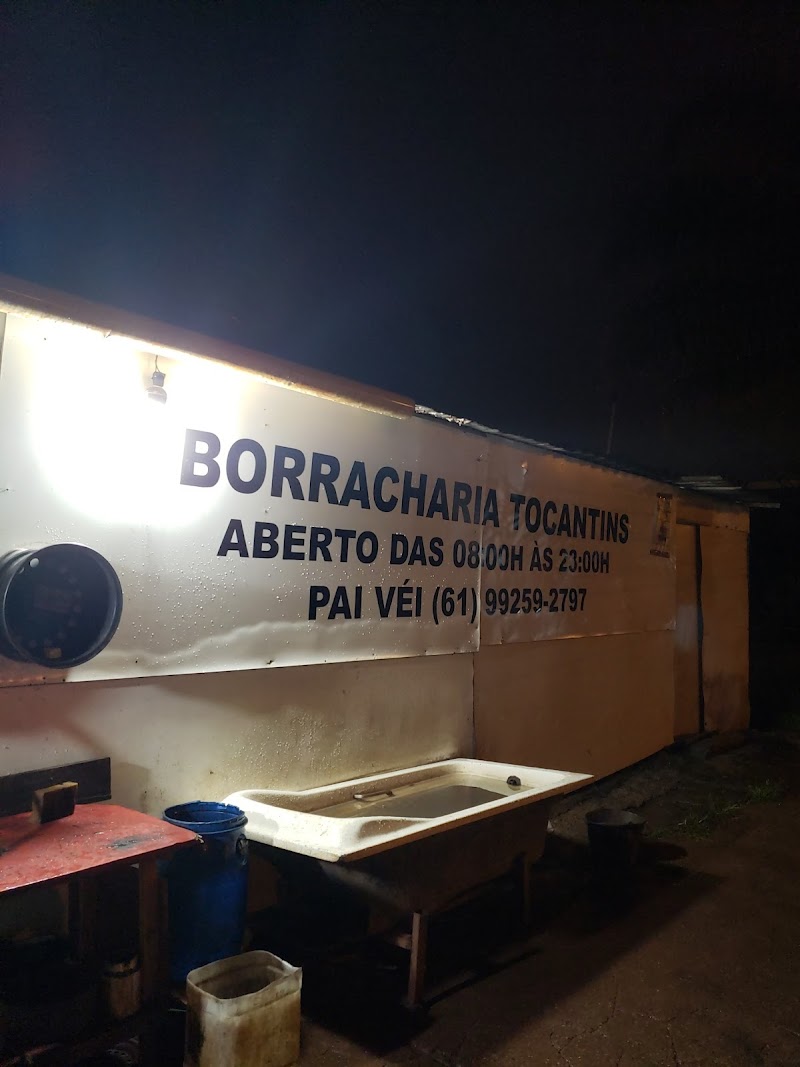 BORRACHARIA TOCANTINS
ABERTO DAS 08:00H ÀS 23:00H
PAI VÉI (61) 99259-2797